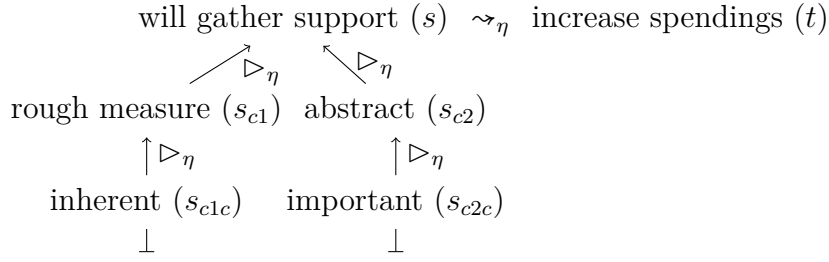 will gather support (s) ⇝η increase spendings (t)
▷η ▷η
rough measure (sc1) abstract (sc2)
▷η ▷η
inherent (sc1c) important (sc2c)
⊥ ⊥